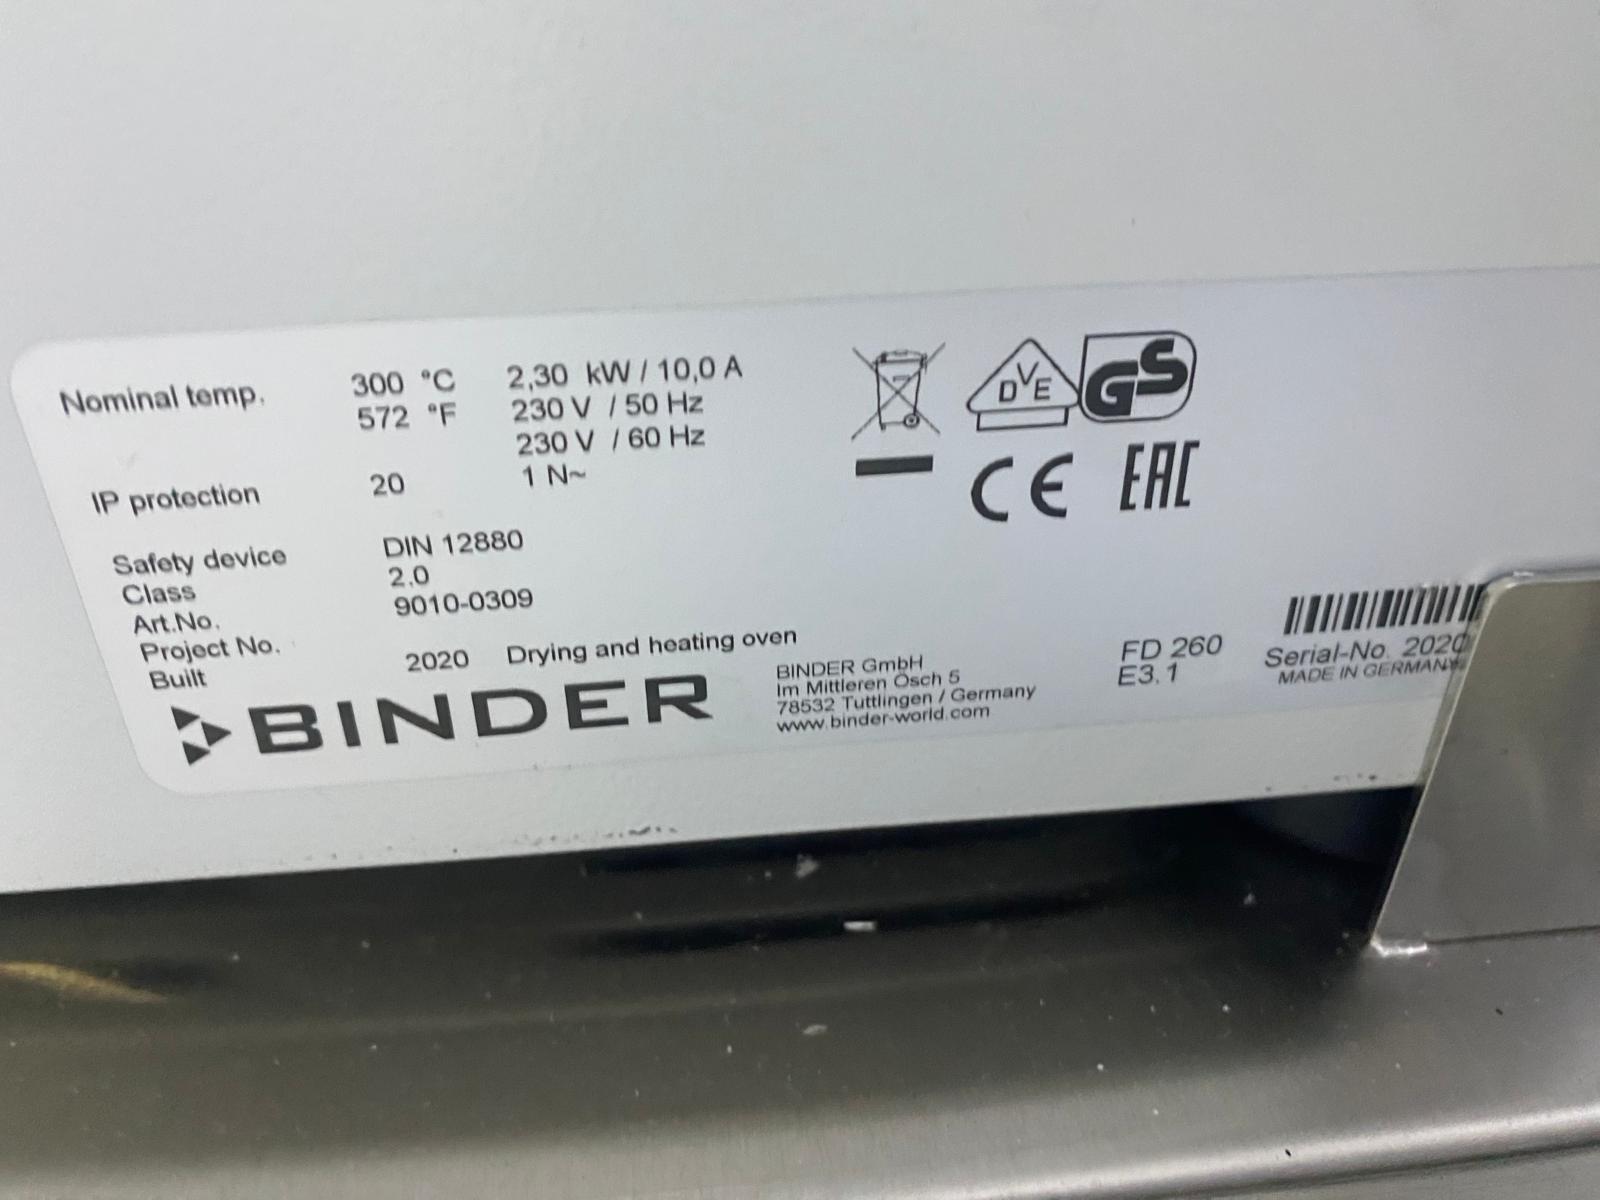 Nominal temp. 300 °C 2,30 kW / 10,0 A
572 °F 230 V / 50 Hz
230 V / 60 Hz
IP protection 20 1 N~
Safety device DIN 12880
Class 2.0
Art.No. 9010-0309
Project No.
Built 2020 Drying and heating oven
BINDER
BINDER GmbH
Im Mittleren Ösch 5
78532 Tuttlingen / Germany
www.binder-world.com
DVE
GS
CE
EAC
FD 260
E3.1
Serial-No. 2020
MADE IN GERMANY